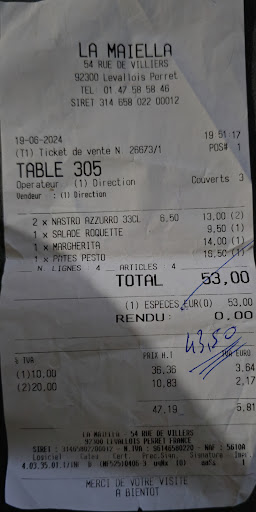 LA MAIELLA
54 RUE DE VILLIERS
92300 Levallois Perret
TEL: 01 47 58 58 46
SIRET 314 658 022 00012
19-06-2024 19 51 17
(T1) Ticket de vente N. 26673/1 POS# 1
TABLE 305
Operateur (1) Direction Couverts 3
Vendeur : (1) Direction
2 x NASTRO AZZURRO 33CL 6,50 13,00 (2)
1 x SALADE ROQUETTE 9,50 (1)
1 x MARGHERITA 14,00 (1)
1 x PATES PESTO 16,50 (1)
N. LIGNES 4 ARTICLES 4
TOTAL 53,00
(1) ESPECES EUR(O) 53,00
RENDU: 0.00
43,50
% TVA PRIX H.T TVA EURO
(1)10,00 36,36 3,64
(2)20,00 10,83 2,17
47,19 5,81
LA MAIELLA - 54 RUE DE VILLIERS
92300 LEVALLOIS PERRET FRANCE
MERCI DE VOTRE VISITE
A BIENTOT